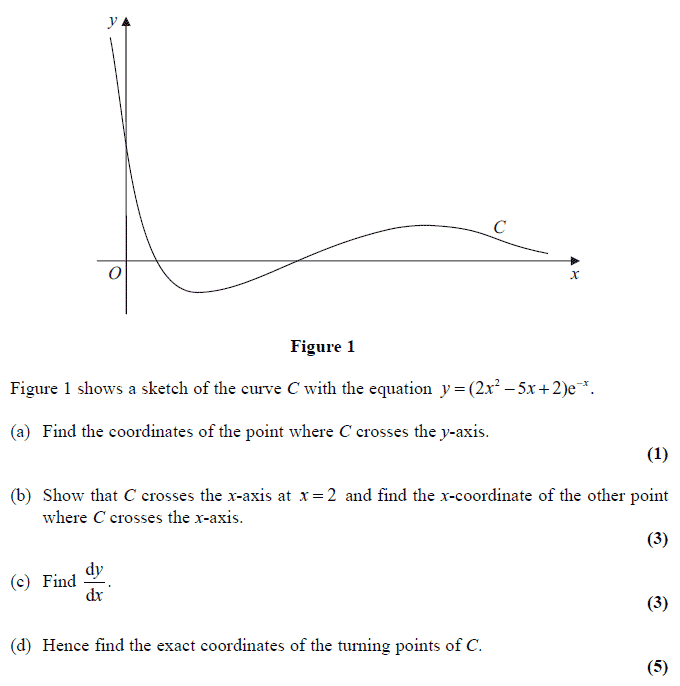 y
C
O
x
Figure 1
Figure 1 shows a sketch of the curve C with the equation y = (2x² – 5x + 2)e⁻ˣ.
(a) Find the coordinates of the point where C crosses the y-axis.
(1)
(b) Show that C crosses the x-axis at x = 2 and find the x-coordinate of the other point
where C crosses the x-axis.
(3)
(c) Find dy/dx.
(3)
(d) Hence find the exact coordinates of the turning points of C.
(5)